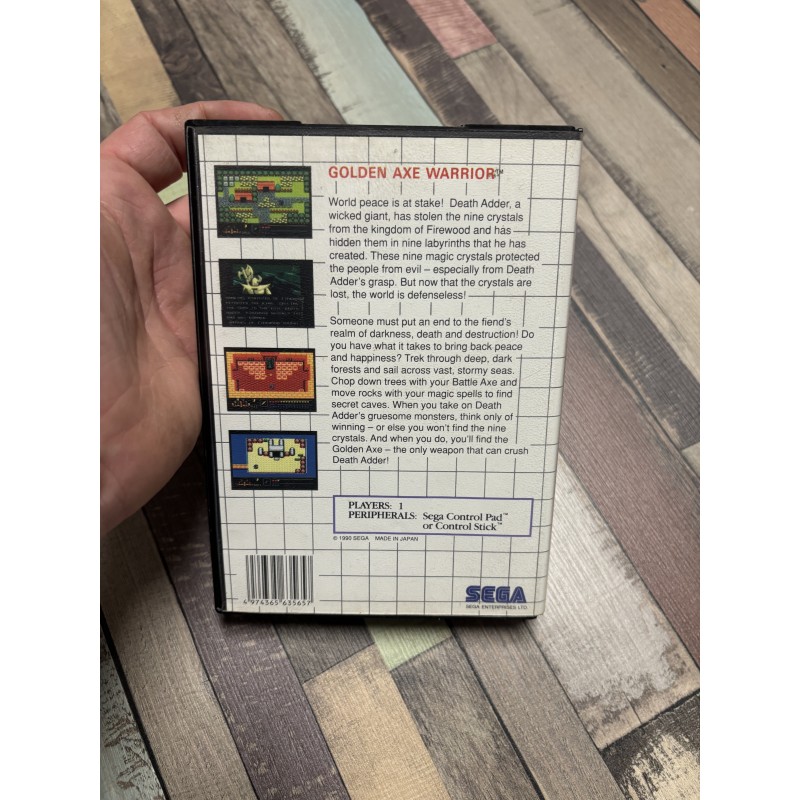 GOLDEN AXE WARRIOR™
World peace is at stake! Death Adder, a
wicked giant, has stolen the nine crystals
from the kingdom of Firewood and has
hidden them in nine labyrinths that he has
created. These nine magic crystals protected
the people from evil – especially from Death
Adder's grasp. But now that the crystals are
lost, the world is defenseless!
Someone must put an end to the fiend's
realm of darkness, death and destruction! Do
you have what it takes to bring back peace
and happiness? Trek through deep, dark
forests and sail across vast, stormy seas.
Chop down trees with your Battle Axe and
move rocks with your magic spells to find
secret caves. When you take on Death
Adder's gruesome monsters, think only of
winning – or else you won't find the nine
crystals. And when you do, you'll find the
Golden Axe – the only weapon that can crush
Death Adder!
PLAYERS: 1
PERIPHERALS: Sega Control Pad™
or Control Stick™
© 1990 SEGA MADE IN JAPAN
4 974365 635657
SEGA
SEGA ENTERPRISES LTD.